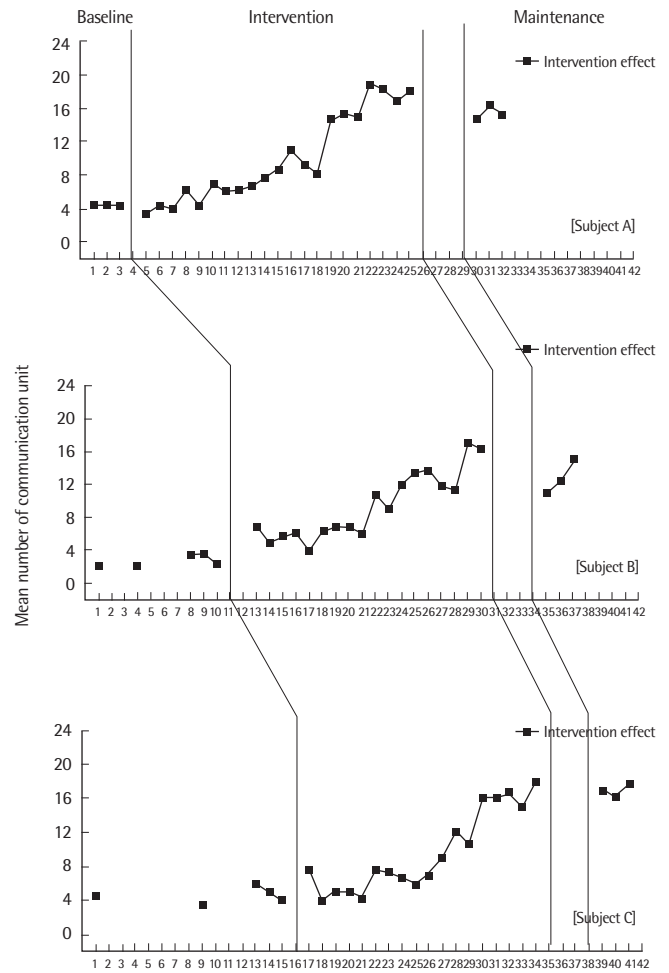 Baseline Intervention Maintenance
24
20
16
12
8
4
0
Intervention effect
[Subject A]
1 2 3 4 5 6 7 8 9 10 11 12 13 14 15 16 17 18 19 20 21 22 23 24 25 26 27 28 29 30 31 32 33 34 35 36 37 38 39 40 41 42
Mean number of communication unit
24
20
16
12
8
4
0
Intervention effect
[Subject B]
1 2 3 4 5 6 7 8 9 10 11 12 13 14 15 16 17 18 19 20 21 22 23 24 25 26 27 28 29 30 31 32 33 34 35 36 37 38 39 40 41 42
24
20
16
12
8
4
0
Intervention effect
[Subject C]
1 2 3 4 5 6 7 8 9 10 11 12 13 14 15 16 17 18 19 20 21 22 23 24 25 26 27 28 29 30 31 32 33 34 35 36 37 38 39 40 41 42